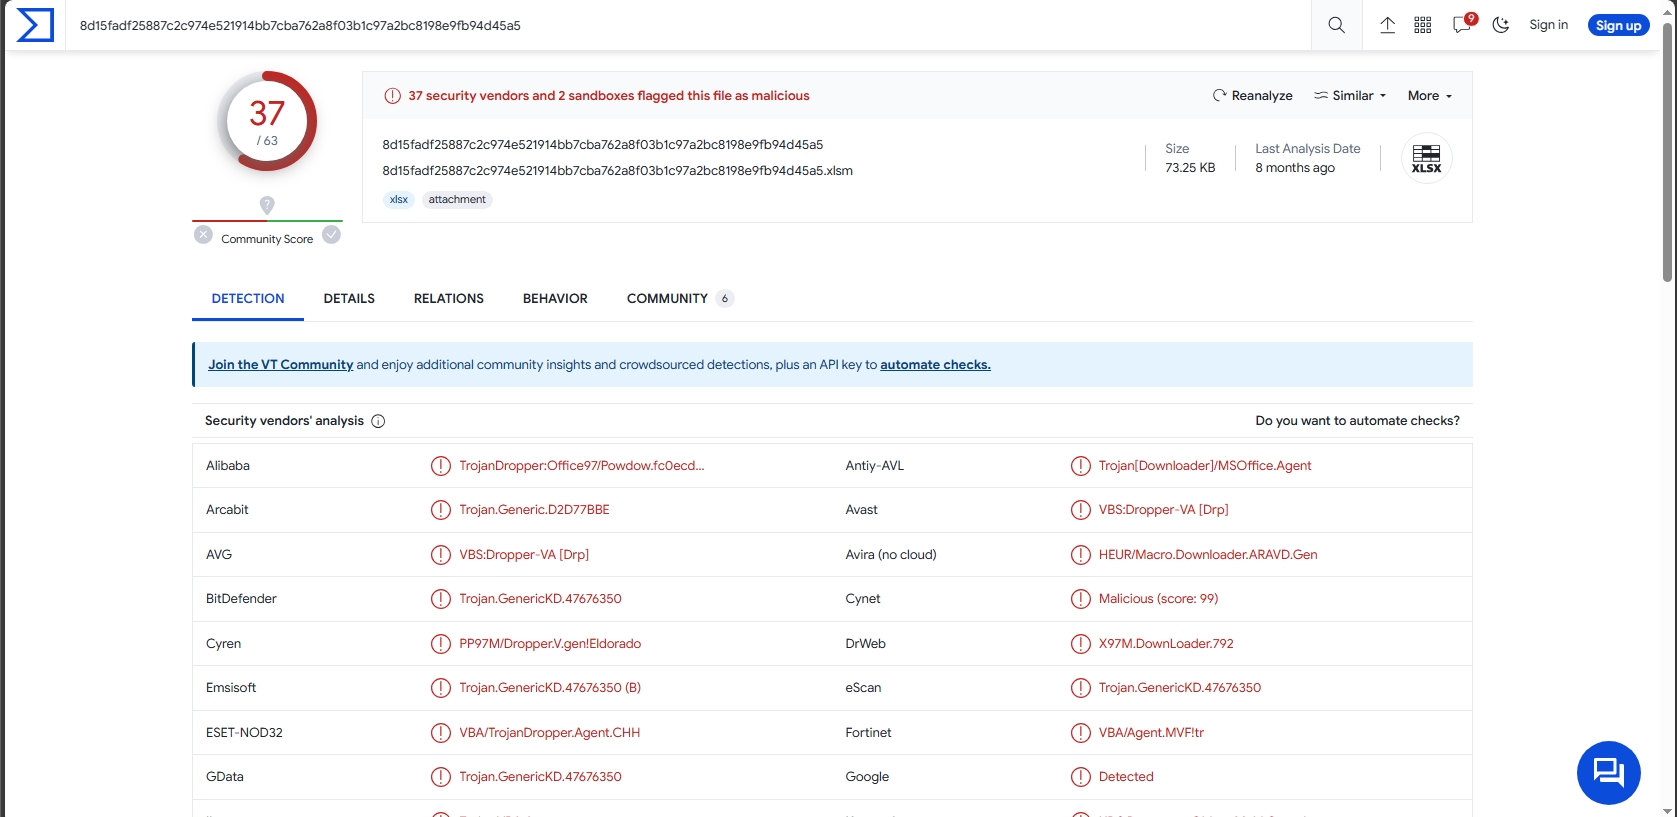 8d15fadf25887c2c974e521914bb7cba762a8f03b1c97a2bc8198e9fb94d45a5
9
Sign in
Sign up
37
/ 63
Community Score
37 security vendors and 2 sandboxes flagged this file as malicious
Reanalyze
Similar
More
8d15fadf25887c2c974e521914bb7cba762a8f03b1c97a2bc8198e9fb94d45a5
8d15fadf25887c2c974e521914bb7cba762a8f03b1c97a2bc8198e9fb94d45a5.xlsm
xlsx attachment
Size
73.25 KB
Last Analysis Date
8 months ago
XLSX
DETECTION DETAILS RELATIONS BEHAVIOR COMMUNITY 6
Join the VT Community and enjoy additional community insights and crowdsourced detections, plus an API key to automate checks.
Security vendors' analysis Do you want to automate checks?
Alibaba TrojanDropper:Office97/Powdow.fc0ecd... Antiy-AVL Trojan[Downloader]/MSOffice.Agent
Arcabit Trojan.Generic.D2D77BBE Avast VBS:Dropper-VA [Drp]
AVG VBS:Dropper-VA [Drp] Avira (no cloud) HEUR/Macro.Downloader.ARAVD.Gen
BitDefender Trojan.GenericKD.47676350 Cynet Malicious (score: 99)
Cyren PP97M/Dropper.V.gen!Eldorado DrWeb X97M.DownLoader.792
Emsisoft Trojan.GenericKD.47676350 (B) eScan Trojan.GenericKD.47676350
ESET-NOD32 VBA/TrojanDropper.Agent.CHH Fortinet VBA/Agent.MVF!tr
GData Trojan.GenericKD.47676350 Google Detected